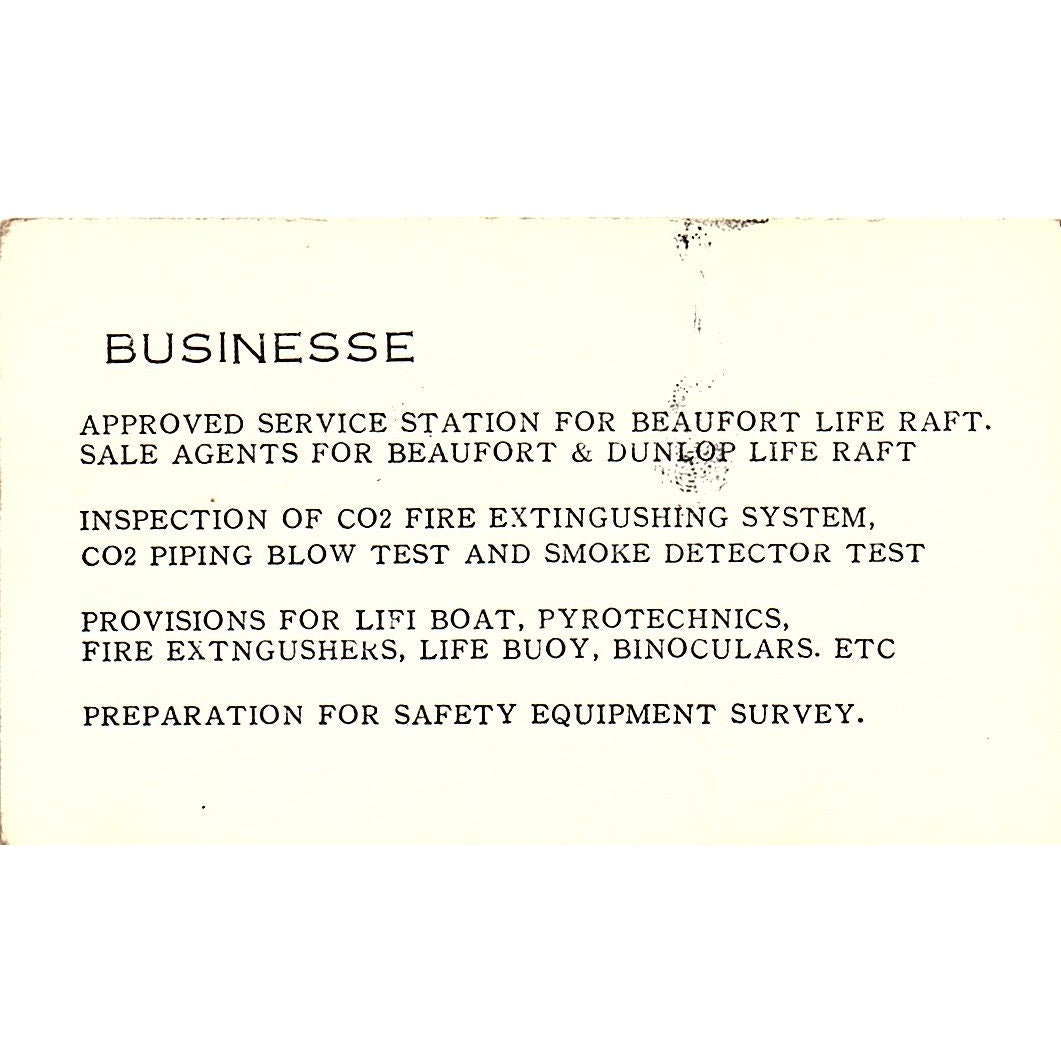 BUSINESSE
APPROVED SERVICE STATION FOR BEAUFORT LIFE RAFT.
SALE AGENTS FOR BEAUFORT & DUNLOP LIFE RAFT
INSPECTION OF CO2 FIRE EXTINGUSHING SYSTEM,
CO2 PIPING BLOW TEST AND SMOKE DETECTOR TEST
PROVISIONS FOR LIFI BOAT, PYROTECHNICS,
FIRE EXTNGUSHERS, LIFE BUOY, BINOCULARS. ETC
PREPARATION FOR SAFETY EQUIPMENT SURVEY.